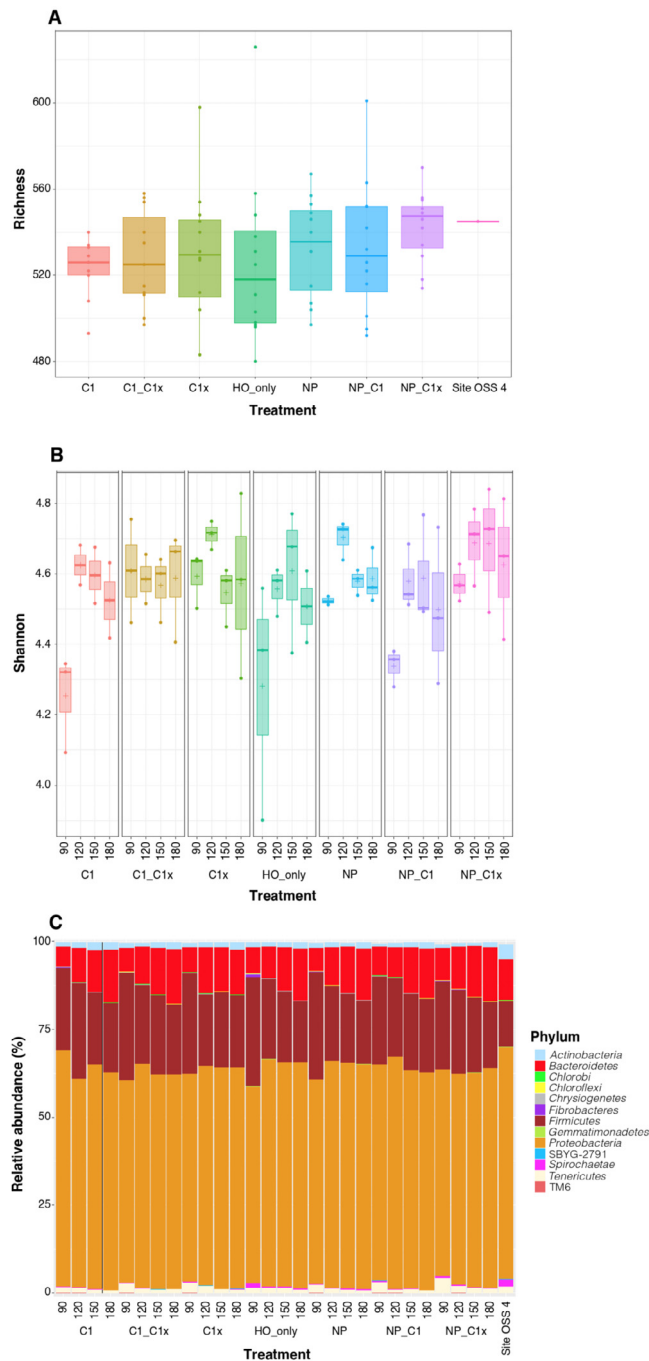 A
600
560
520
480
Richness
C1 C1_C1x C1x HO_only NP NP_C1 NP_C1x Site OSS 4
Treatment
B
4.8
4.6
4.4
4.2
4.0
Shannon
90 120 150 180 90 120 150 180 90 120 150 180 90 120 150 180 90 120 150 180 90 120 150 180 90 120 150 180
C1 C1_C1x C1x HO_only NP NP_C1 NP_C1x
Treatment
C
100
75
50
25
0
Relative abundance (%)
Phylum
Actinobacteria
Bacteroidetes
Chlorobi
Chloroflexi
Chrysiogenetes
Fibrobacteres
Firmicutes
Gemmatimonadetes
Proteobacteria
SBYG-2791
Spirochaetae
Tenericutes
TM6
90 120 150 180 90 120 150 180 90 120 150 180 90 120 150 180 90 120 150 180 90 120 150 180 90 120 150 180 Site OSS 4
C1 C1_C1x C1x HO_only NP NP_C1 NP_C1x
Treatment